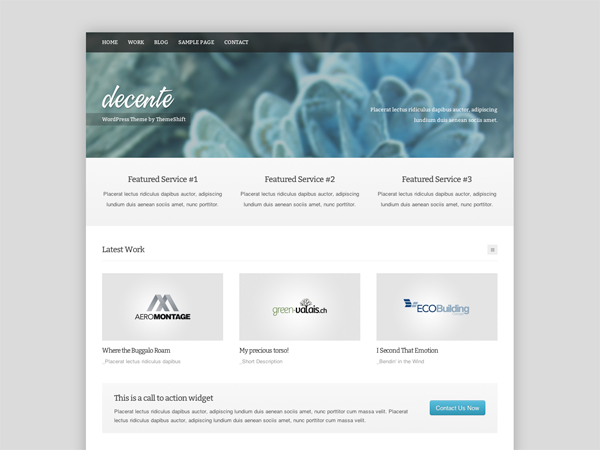 HOME WORK BLOG SAMPLE PAGE CONTACT
decente
WordPress Theme by ThemeShift
Placerat lectus ridiculus dapibus auctor, adipiscing
lundium duis aenean sociis amet.
Featured Service #1
Placerat lectus ridiculus dapibus auctor, adipiscing
lundium duis aenean sociis amet, nunc porttitor.
Featured Service #2
Placerat lectus ridiculus dapibus auctor, adipiscing
lundium duis aenean sociis amet, nunc porttitor.
Featured Service #3
Placerat lectus ridiculus dapibus auctor, adipiscing
lundium duis aenean sociis amet, nunc porttitor.
Latest Work
AEROMONTAGE
green-valais.ch
ECOBuilding
Where the Buggalo Roam
_Placerat lectus ridiculus dapibus
My precious torso!
_Short Description
I Second That Emotion
_Bendin' in the Wind
This is a call to action widget
Placerat lectus ridiculus dapibus auctor, adipiscing lundium duis aenean sociis amet, nunc porttitor cum massa velit. Placerat lectus
ridiculus dapibus auctor, adipiscing lundium duis aenean sociis amet, nunc porttitor cum massa velit.
Contact Us Now